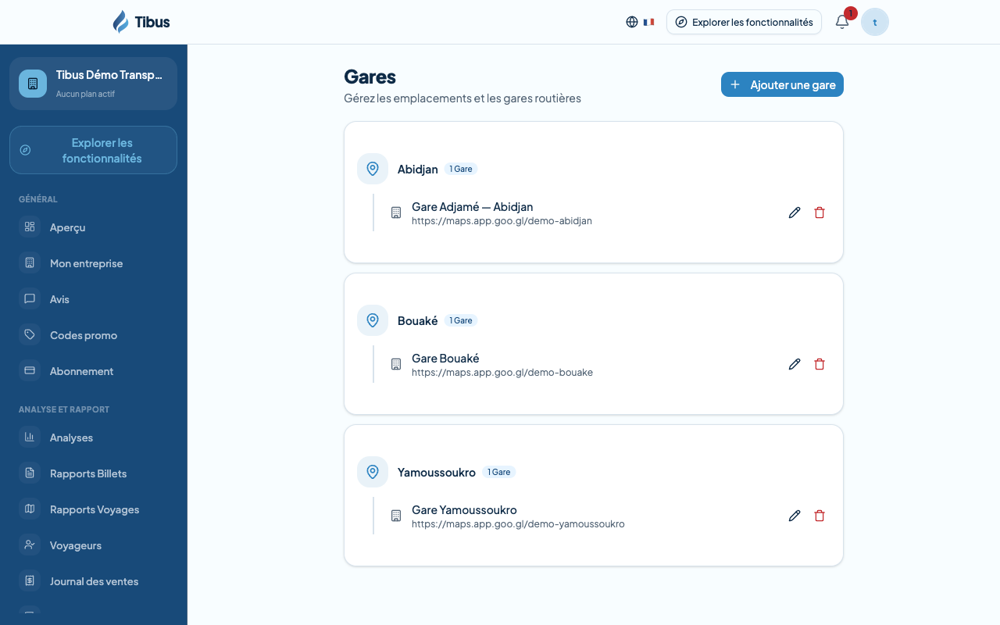 Tibus
Explorer les fonctionnalités
1
t
Tibus Démo Transp...
Aucun plan actif
Explorer les
fonctionnalités
GÉNÉRAL
Aperçu
Mon entreprise
Avis
Codes promo
Abonnement
ANALYSE ET RAPPORT
Analyses
Rapports Billets
Rapports Voyages
Voyageurs
Journal des ventes
Gares
Gérez les emplacements et les gares routières
Ajouter une gare
Abidjan 1 Gare
Gare Adjamé — Abidjan
https://maps.app.goo.gl/demo-abidjan
Bouaké 1 Gare
Gare Bouaké
https://maps.app.goo.gl/demo-bouake
Yamoussoukro 1 Gare
Gare Yamoussoukro
https://maps.app.goo.gl/demo-yamoussoukro